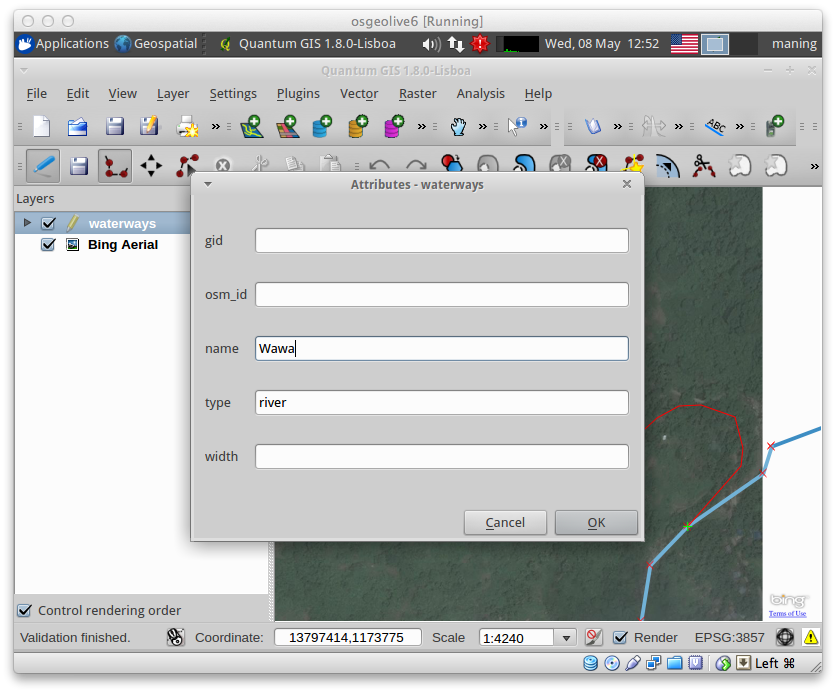 osgeolive6 [Running]
Applications Geospatial Quantum GIS 1.8.0-Lisboa Wed, 08 May 12:52 maning
Quantum GIS 1.8.0-Lisboa
File Edit View Layer Settings Plugins Vector Raster Analysis Help
ABC
Layers
waterways
Bing Aerial
Attributes - waterways
gid
osm_id
name Wawa
type river
width
Cancel OK
bing
Terms of Use
Control rendering order
Validation finished. Coordinate: 13797414,1173775 Scale 1:4240 Render EPSG:3857
Left ⌘